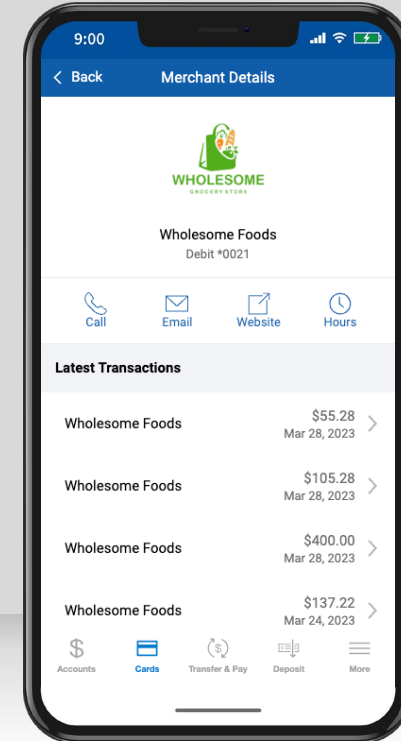 9:00
Back Merchant Details
WHOLESOME
GROCERY STORE
Wholesome Foods
Debit *0021
Call Email Website Hours
Latest Transactions
Wholesome Foods $55.28
Mar 28, 2023
Wholesome Foods $105.28
Mar 28, 2023
Wholesome Foods $400.00
Mar 28, 2023
Wholesome Foods $137.22
Mar 24, 2023
$ $
Accounts Cards Transfer & Pay Deposit More